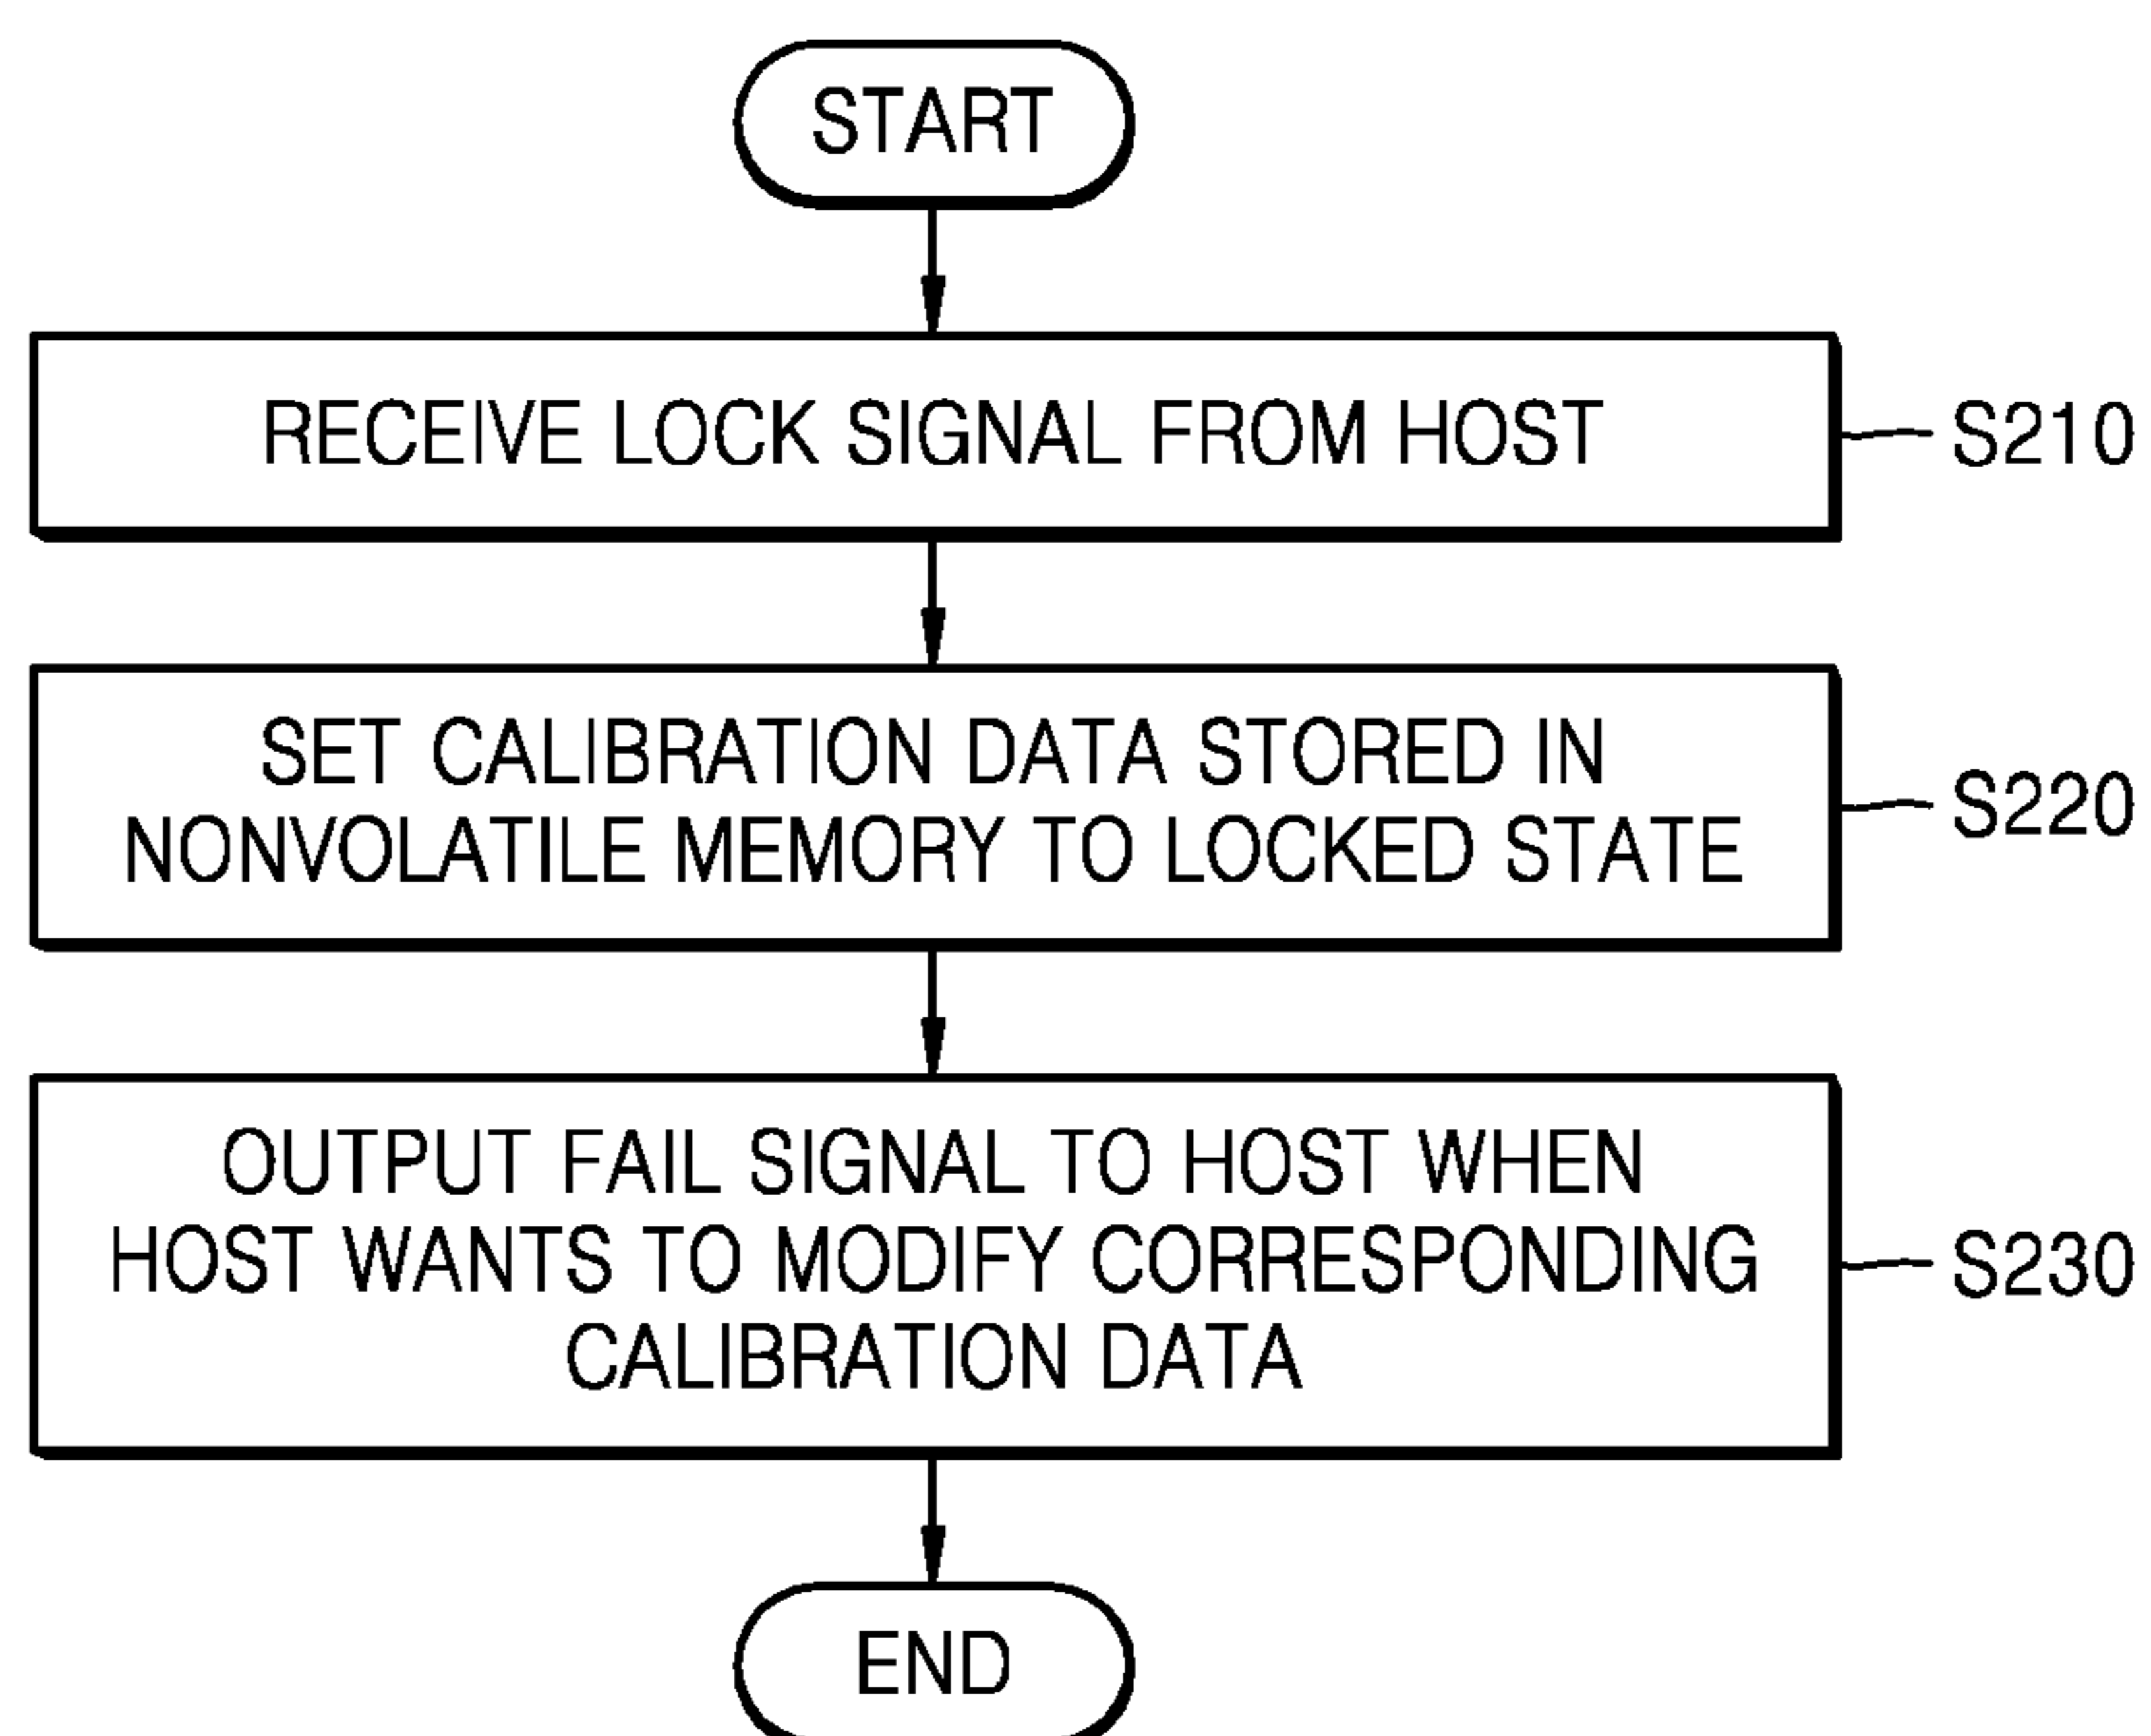 START
RECEIVE LOCK SIGNAL FROM HOST
S210
SET CALIBRATION DATA STORED IN
NONVOLATILE MEMORY TO LOCKED STATE
S220
OUTPUT FAIL SIGNAL TO HOST WHEN
HOST WANTS TO MODIFY CORRESPONDING
CALIBRATION DATA
S230
END